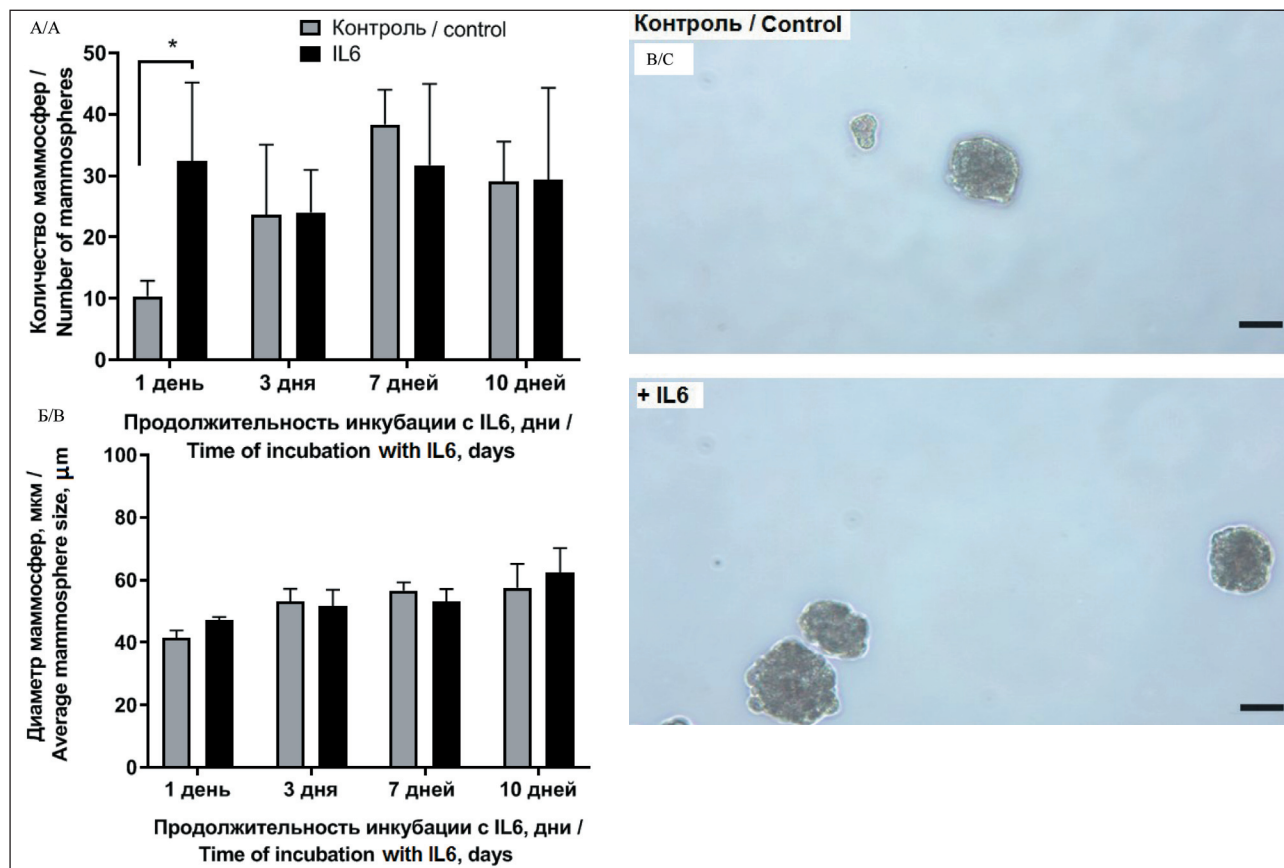 А/A
Контроль / control
IL6
*
Количество маммосфер /
Number of mammospheres
50
40
30
20
10
0
1 день
3 дня
7 дней
10 дней
Продолжительность инкубации с IL6, дни /
Time of incubation with IL6, days
Б/B
Диаметр маммосфер, мкм /
Average mammosphere size, μm
100
80
60
40
20
0
1 день
3 дня
7 дней
10 дней
Продолжительность инкубации с IL6, дни /
Time of incubation with IL6, days
Контроль / Control
В/C
+ IL6